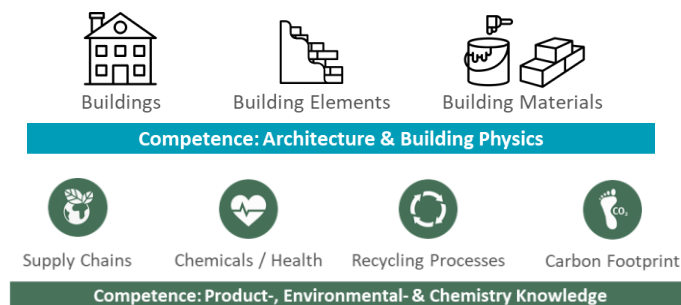 Buildings
Building Elements
Building Materials
Competence: Architecture & Building Physics
CO₂
Supply Chains
Chemicals / Health
Recycling Processes
Carbon Footprint
Competence: Product-, Environmental- & Chemistry Knowledge